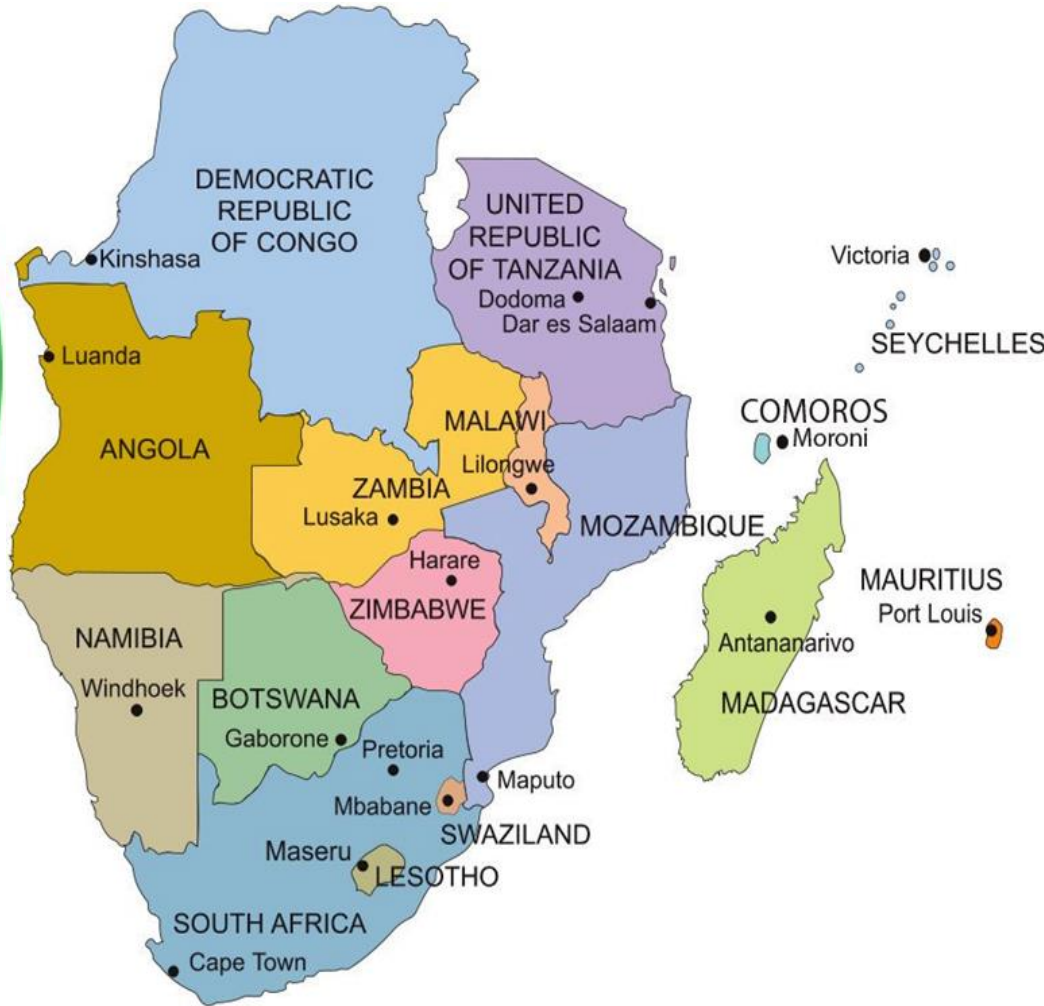 DEMOCRATIC
REPUBLIC
OF CONGO
Kinshasa
UNITED
REPUBLIC
OF TANZANIA
Dodoma
Dar es Salaam
Victoria
SEYCHELLES
Luanda
ANGOLA
MALAWI
Lilongwe
COMOROS
Moroni
ZAMBIA
Lusaka
MOZAMBIQUE
Harare
ZIMBABWE
MAURITIUS
Port Louis
Antananarivo
MADAGASCAR
NAMIBIA
Windhoek
BOTSWANA
Gaborone
Pretoria
Mbabane
Maputo
SWAZILAND
Maseru
LESOTHO
SOUTH AFRICA
Cape Town